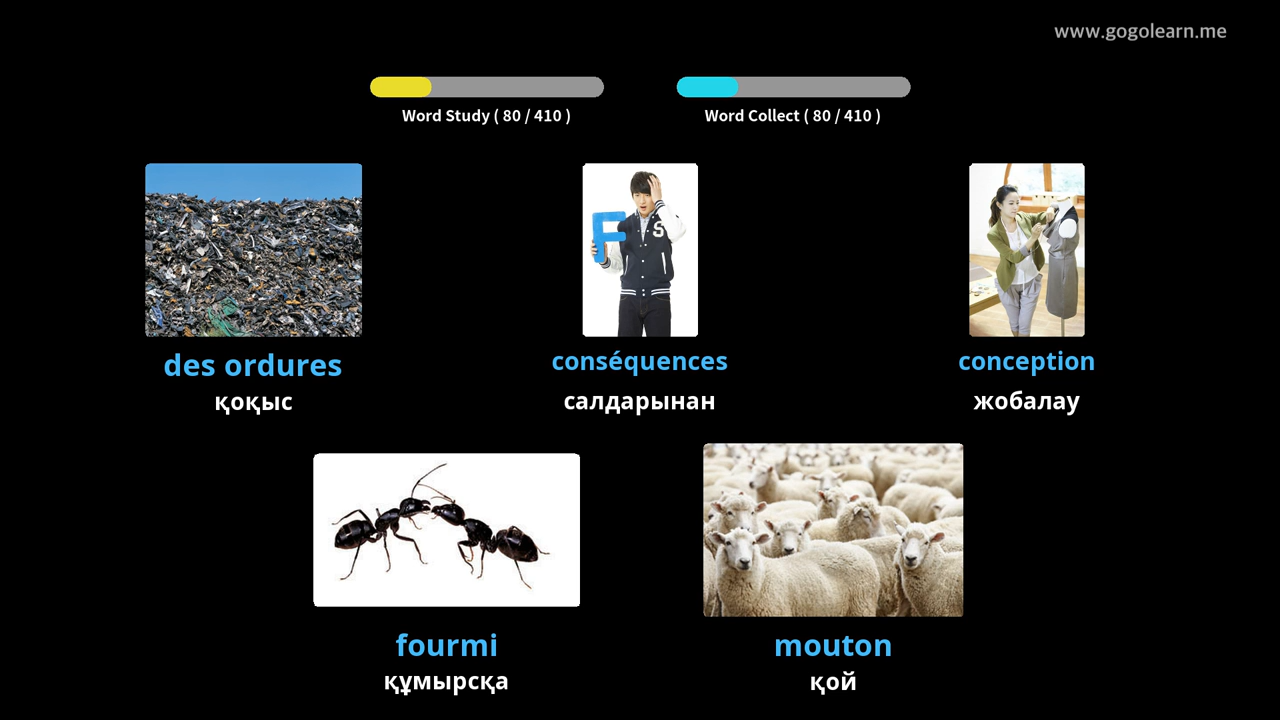 www.gogolearn.me
Word Study ( 80 / 410 )
Word Collect ( 80 / 410 )
F
S
des ordures
қоқыс
conséquences
салдарынан
conception
жобалау
fourmi
құмырсқа
mouton
қой